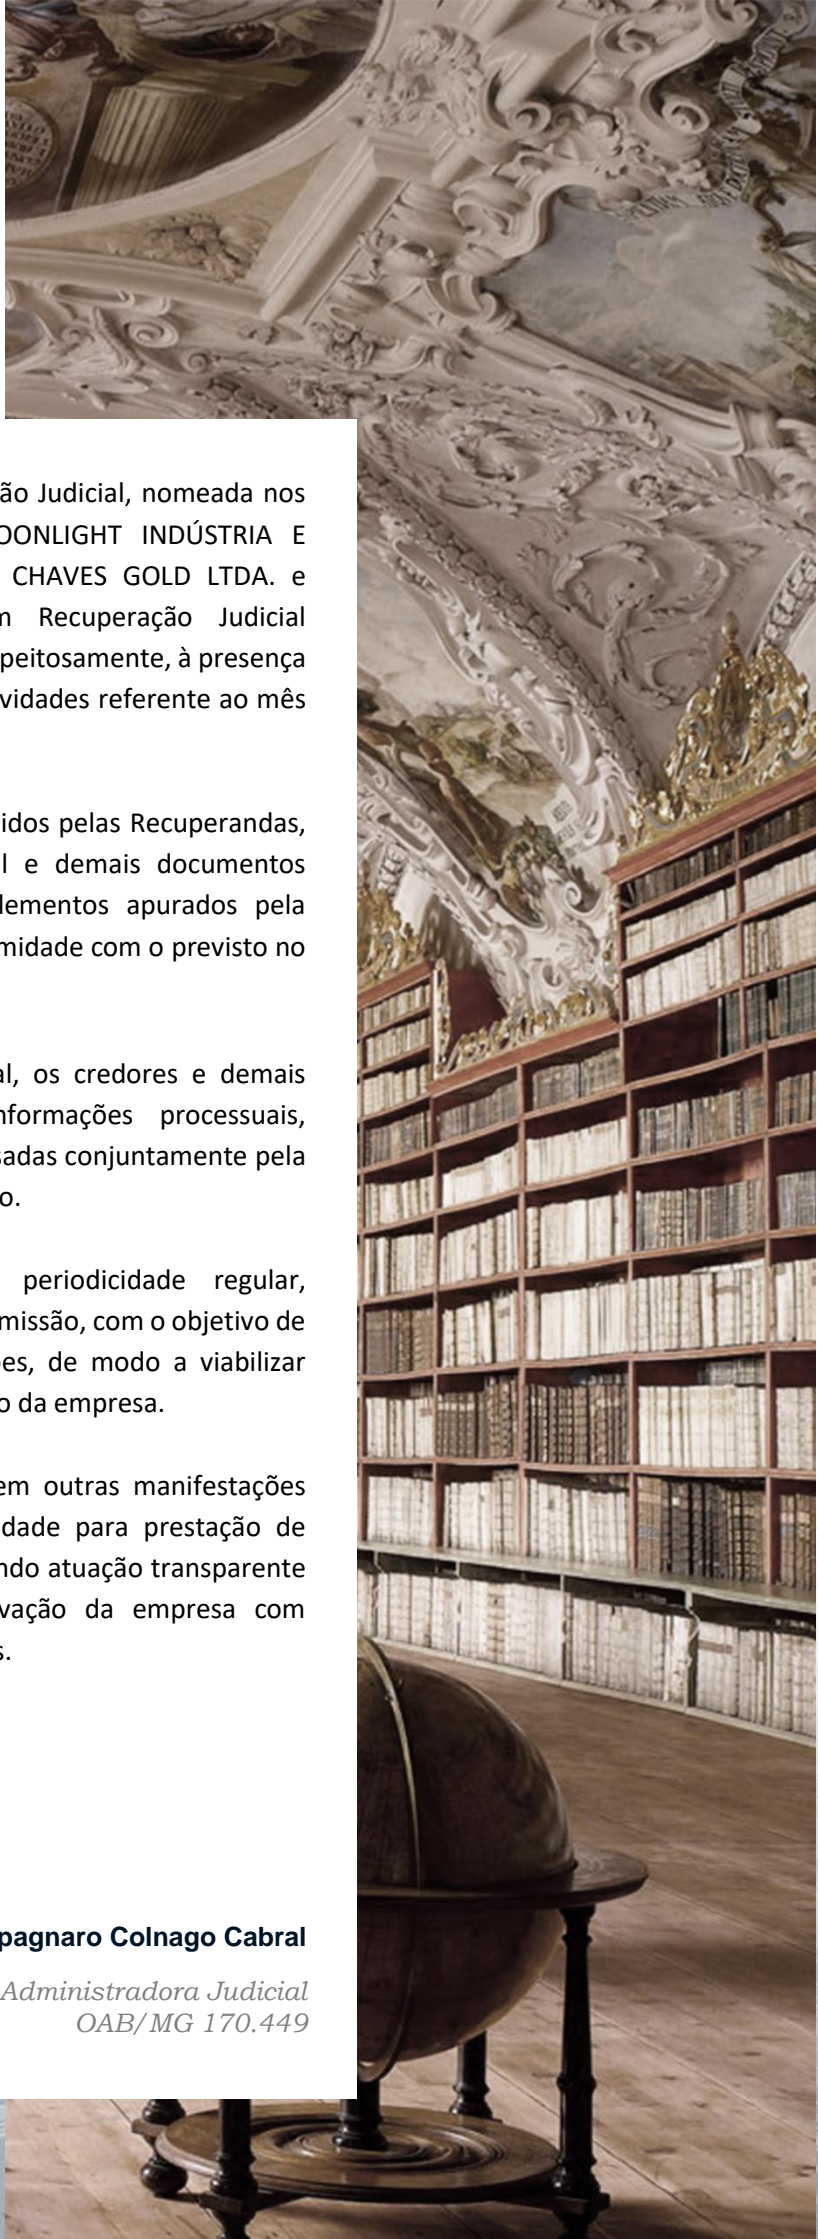 ão Judicial, nomeada nos
OONLIGHT INDÚSTRIA E
CHAVES GOLD LTDA. e
m Recuperação Judicial
peitosamente, à presença
vidades referente ao mês
idos pelas Recuperandas,
l e demais documentos
lementos apurados pela
midade com o previsto no
al, os credores e demais
nformações processuais,
sadas conjuntamente pela
o.
periodicidade regular,
missão, com o objetivo de
es, de modo a viabilizar
o da empresa.
em outras manifestações
idade para prestação de
ndo atuação transparente
vação da empresa com
s.
pagnaro Colnago Cabral
Administradora Judicial
OAB/MG 170.449